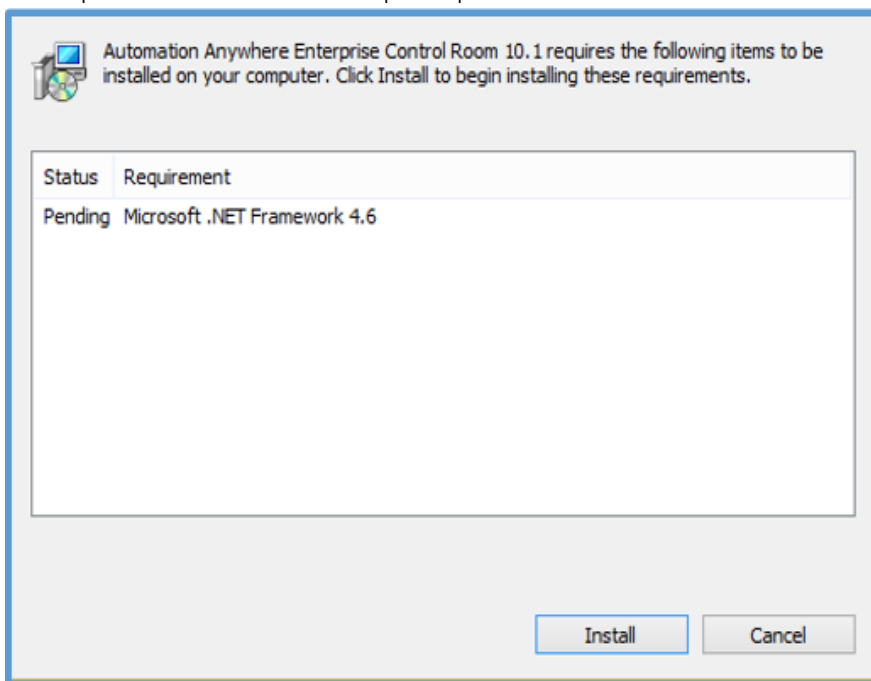 Automation Anywhere Enterprise Control Room 10.1 requires the following items to be
installed on your computer. Click Install to begin installing these requirements.
Status Requirement
Pending Microsoft .NET Framework 4.6
Install Cancel